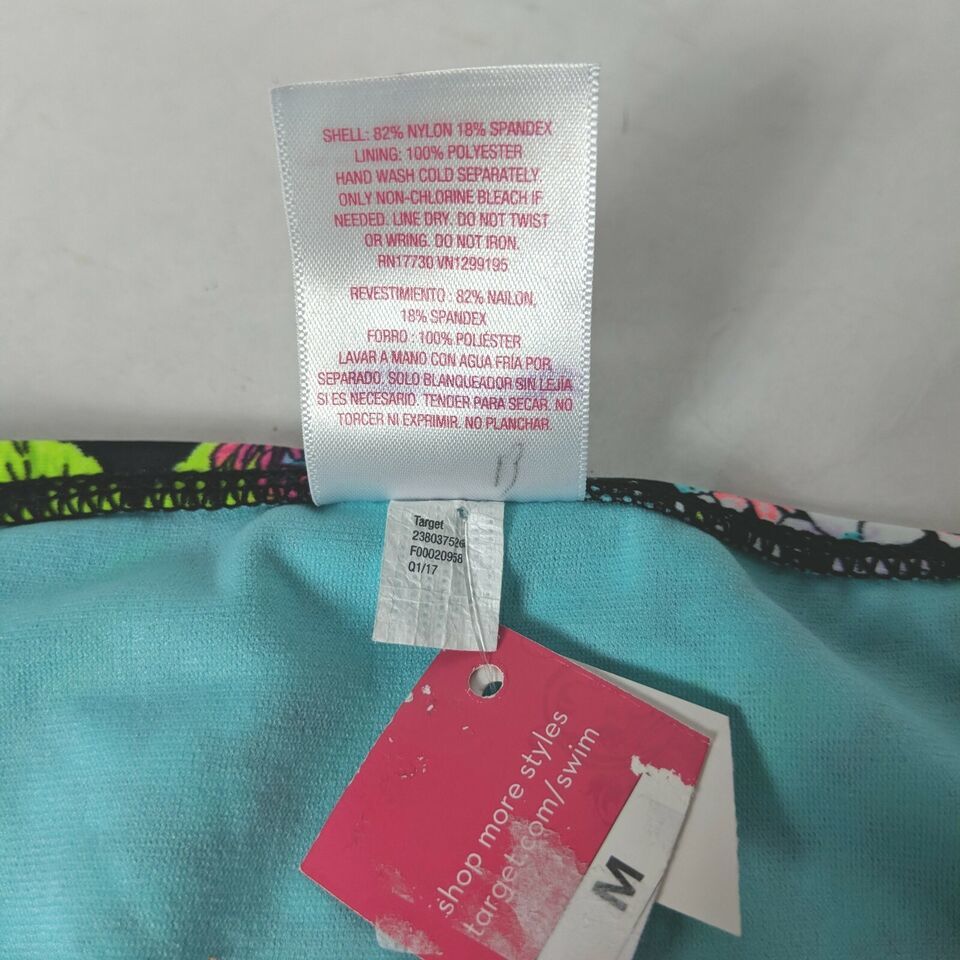 SHELL: 82% NYLON 18% SPANDEX
LINING: 100% POLYESTER
HAND WASH COLD SEPARATELY.
ONLY NON-CHLORINE BLEACH IF
NEEDED. LINE DRY. DO NOT TWIST
OR WRING. DO NOT IRON.
RN17730 VN1299195
REVESTIMIENTO : 82% NAILON,
18% SPANDEX
FORRO : 100% POLIÉSTER
LAVAR A MANO CON AGUA FRÍA POR
SEPARADO. SOLO BLANQUEADOR SIN LEJÍA
SI ES NECESARIO. TENDER PARA SECAR. NO
TORCER NI EXPRIMIR. NO PLANCHAR.
Target
238037526
F00020958
Q1/17
shop more styles
target.com/swim
M